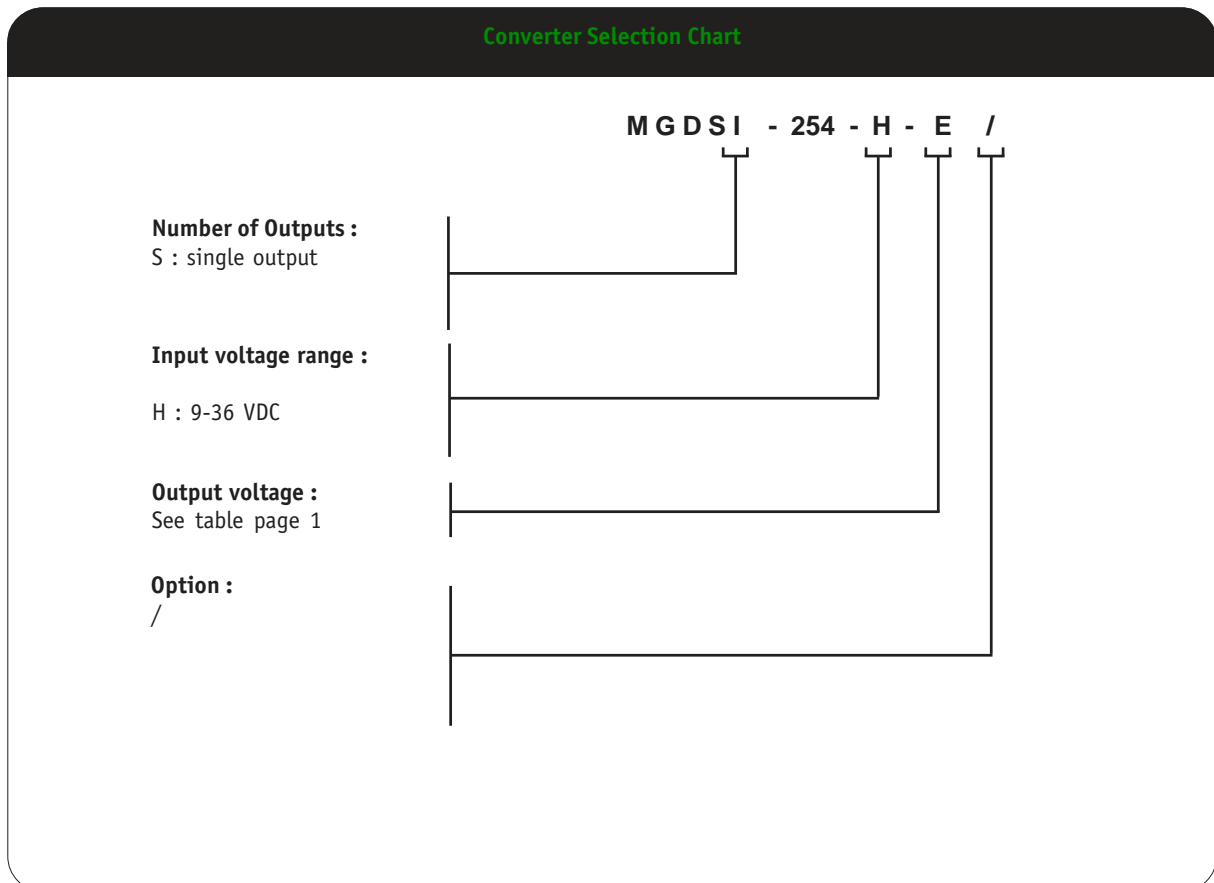 Converter Selection Chart
M G D S I - 254 - H - E /
Number of Outputs :
S : single output
Input voltage range :
H : 9-36 VDC
Output voltage :
See table page 1
Option :
/